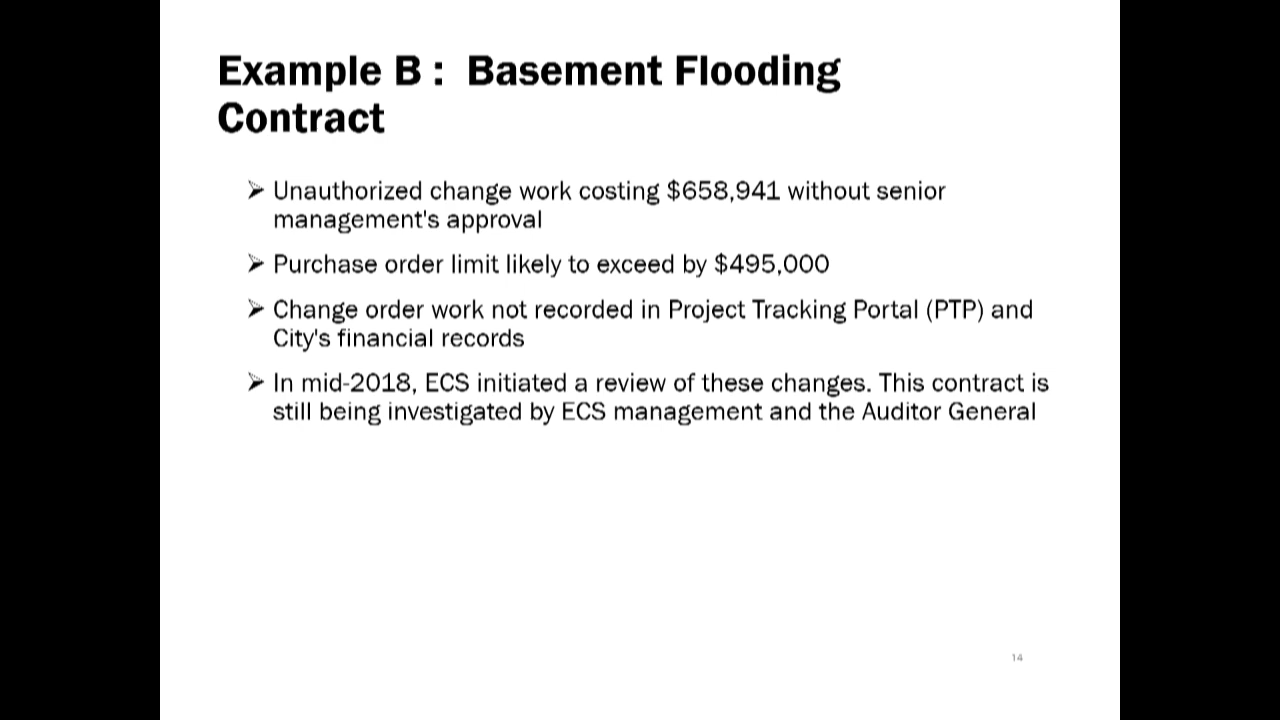 Example B :  Basement Flooding
Contract
➢ Unauthorized change work costing $658,941 without senior
management's approval
➢ Purchase order limit likely to exceed by $495,000
➢ Change order work not recorded in Project Tracking Portal (PTP) and
City's financial records
➢ In mid-2018, ECS initiated a review of these changes. This contract is
still being investigated by ECS management and the Auditor General
14